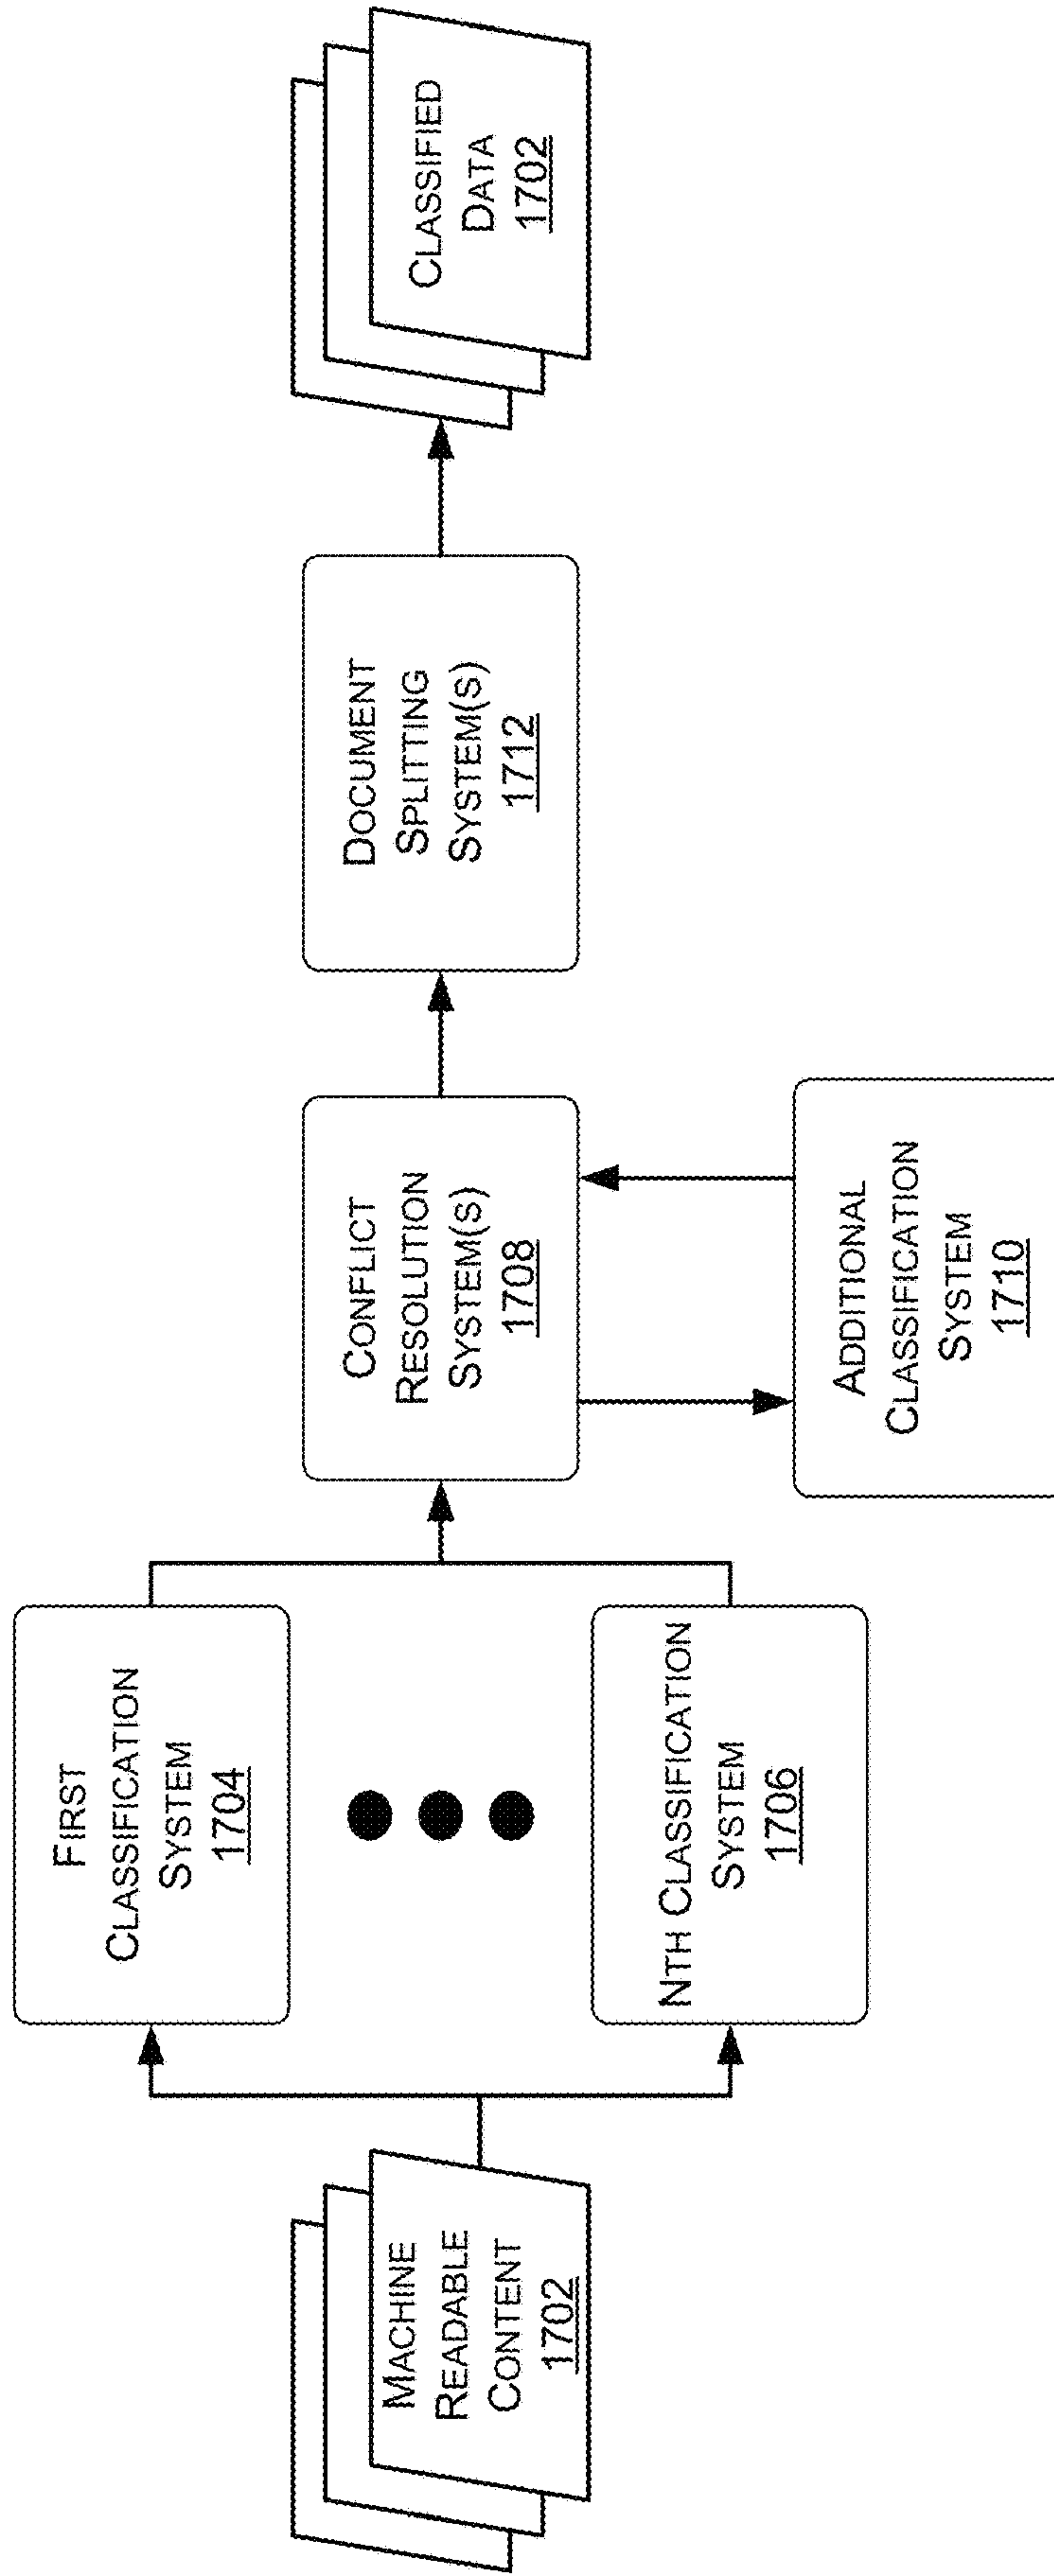 MACHINE
READABLE
CONTENT
1702
FIRST
CLASSIFICATION
SYSTEM
1704
NTH CLASSIFICATION
SYSTEM
1706
CONFLICT
RESOLUTION
SYSTEM(S)
1708
ADDITIONAL
CLASSIFICATION
SYSTEM
1710
DOCUMENT
SPLITTING
SYSTEM(S)
1712
CLASSIFIED
DATA
1702